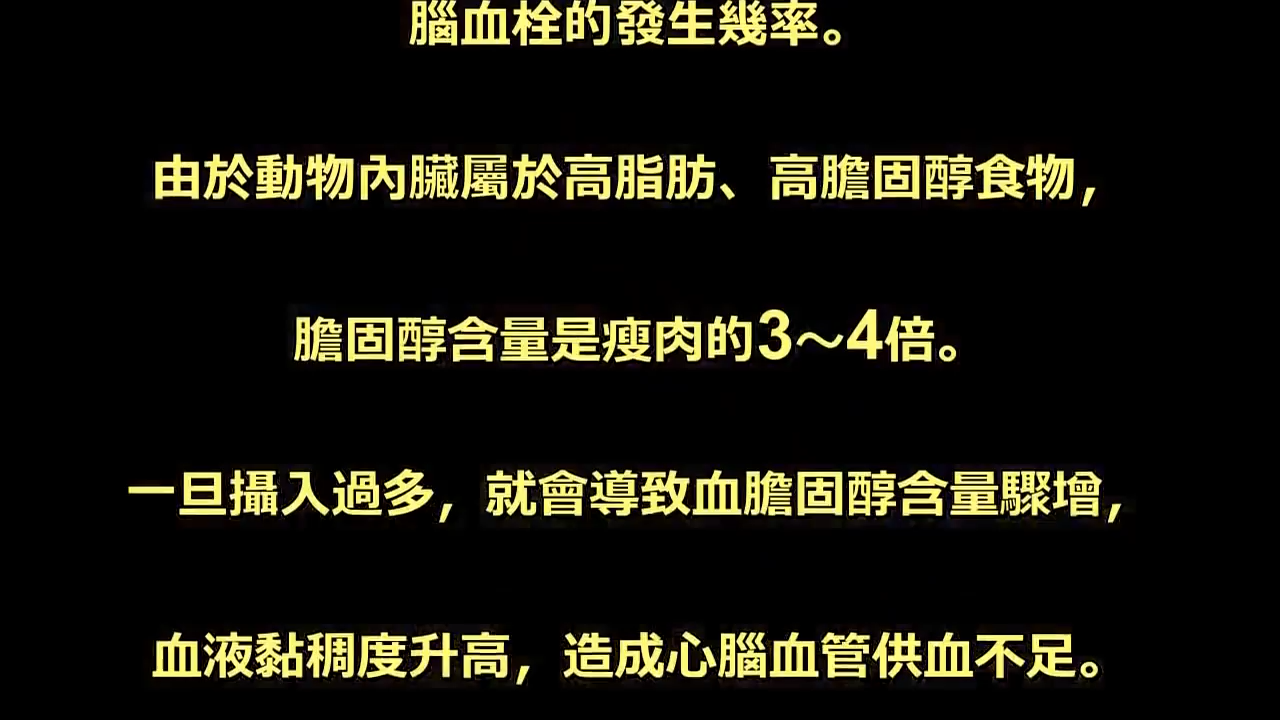 腦血栓的發生幾率。
由於動物內臟屬於高脂肪、高膽固醇食物，
膽固醇含量是瘦肉的3～4倍。
一旦攝入過多，就會導致血膽固醇含量驟增，
血液黏稠度升高，造成心腦血管供血不足。